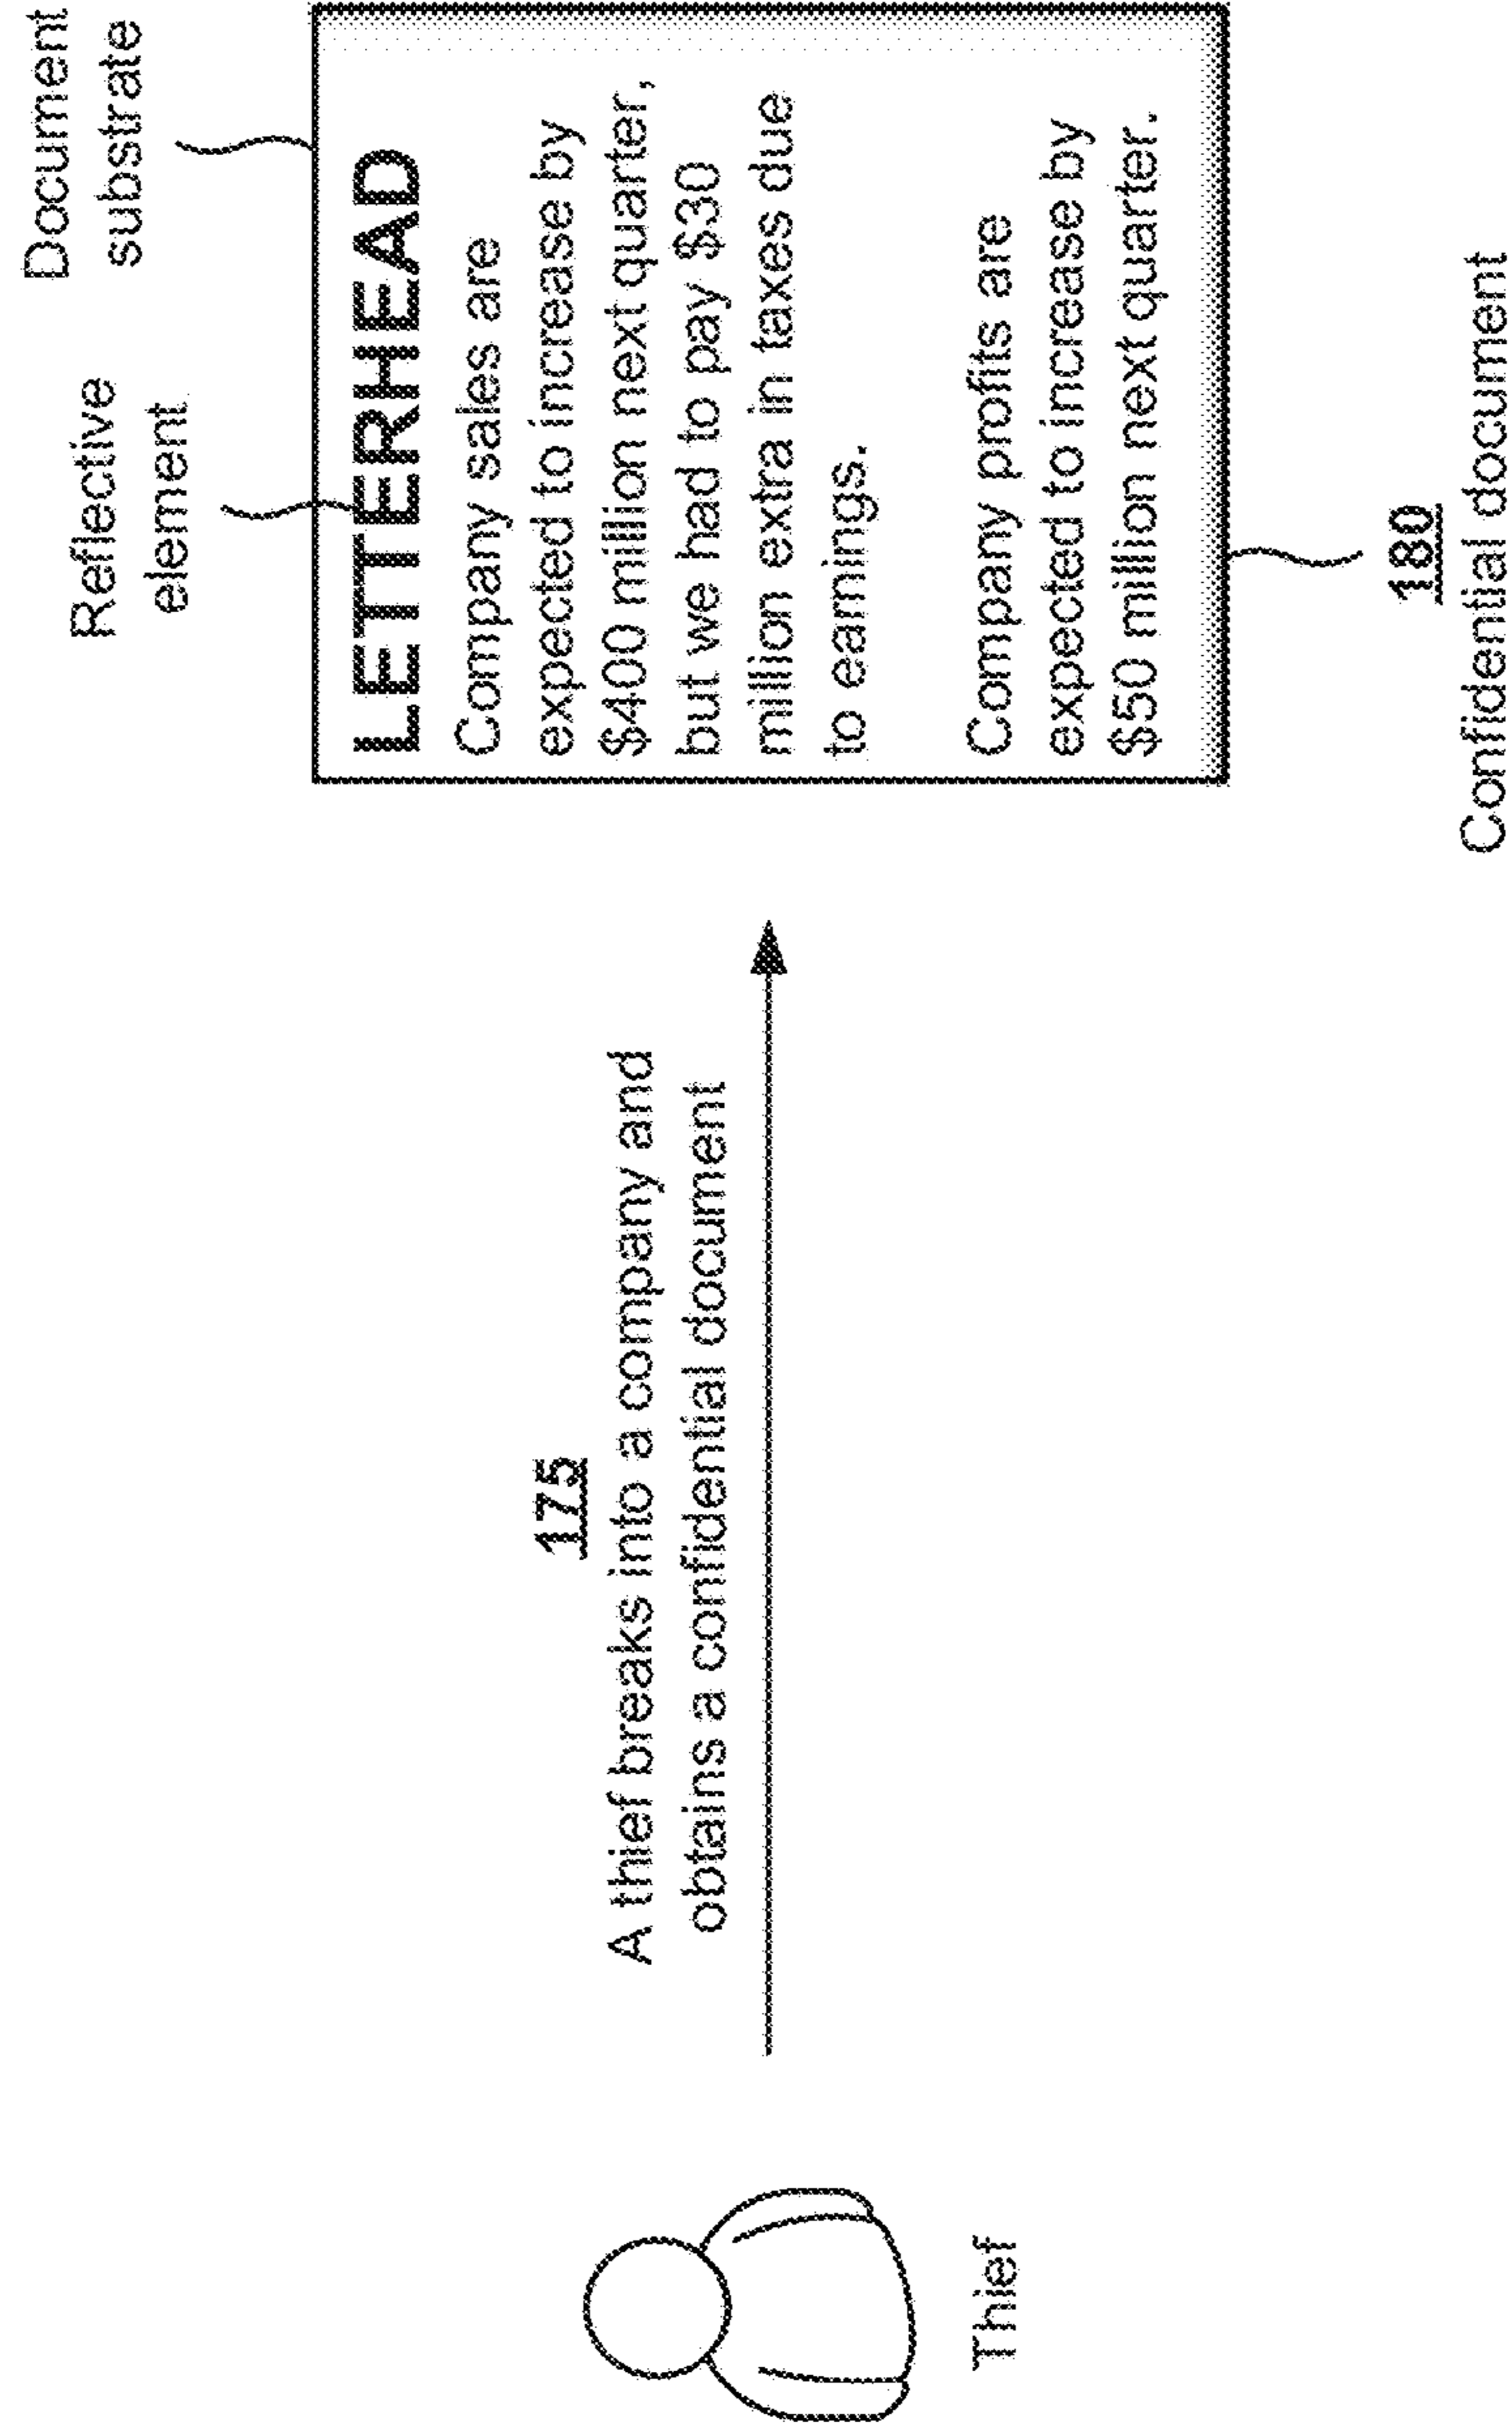 175
A thief breaks into a company and
obtains a confidential document
Thief
Reflective
element
Document
substrate
LETTERHEAD
Company sales are
expected to increase by
$400 million next quarter,
but we had to pay $30
million extra in taxes due
to earnings.
Company profits are
expected to increase by
$50 million next quarter.
180
Confidential document